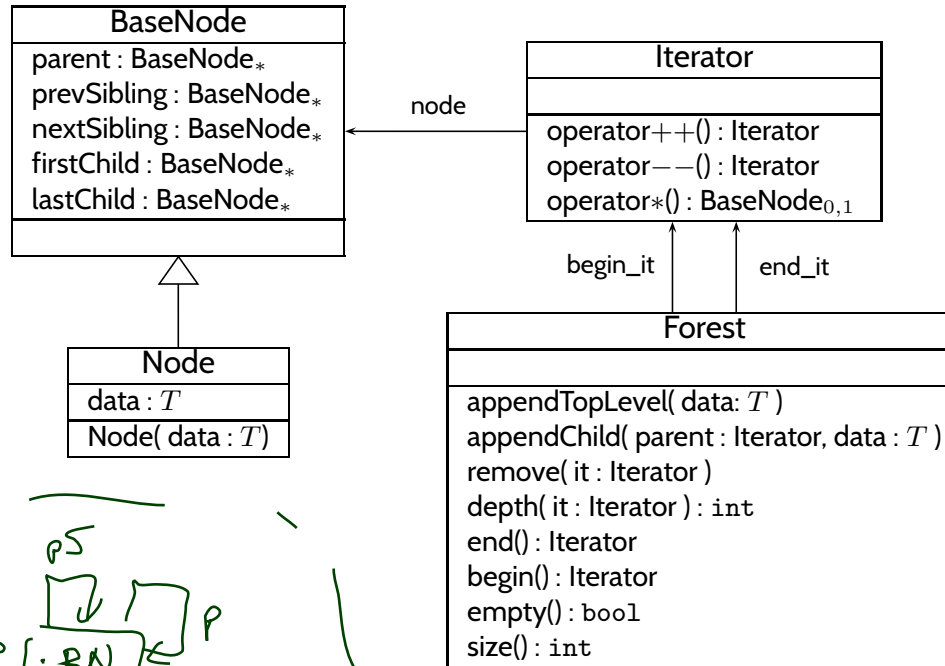 BaseNode
parent : BaseNode*
prevSibling : BaseNode*
nextSibling : BaseNode*
firstChild : BaseNode*
lastChild : BaseNode*
node
Iterator
operator++() : Iterator
operator−−() : Iterator
operator*() : BaseNode0,1
begin_it
end_it
Node
data : T
Node( data : T)
Forest
appendTopLevel( data: T )
appendChild( parent : Iterator, data : T )
remove( it : Iterator )
depth( it : Iterator ) : int
end() : Iterator
begin() : Iterator
empty() : bool
size() : int
pS
P
: BN